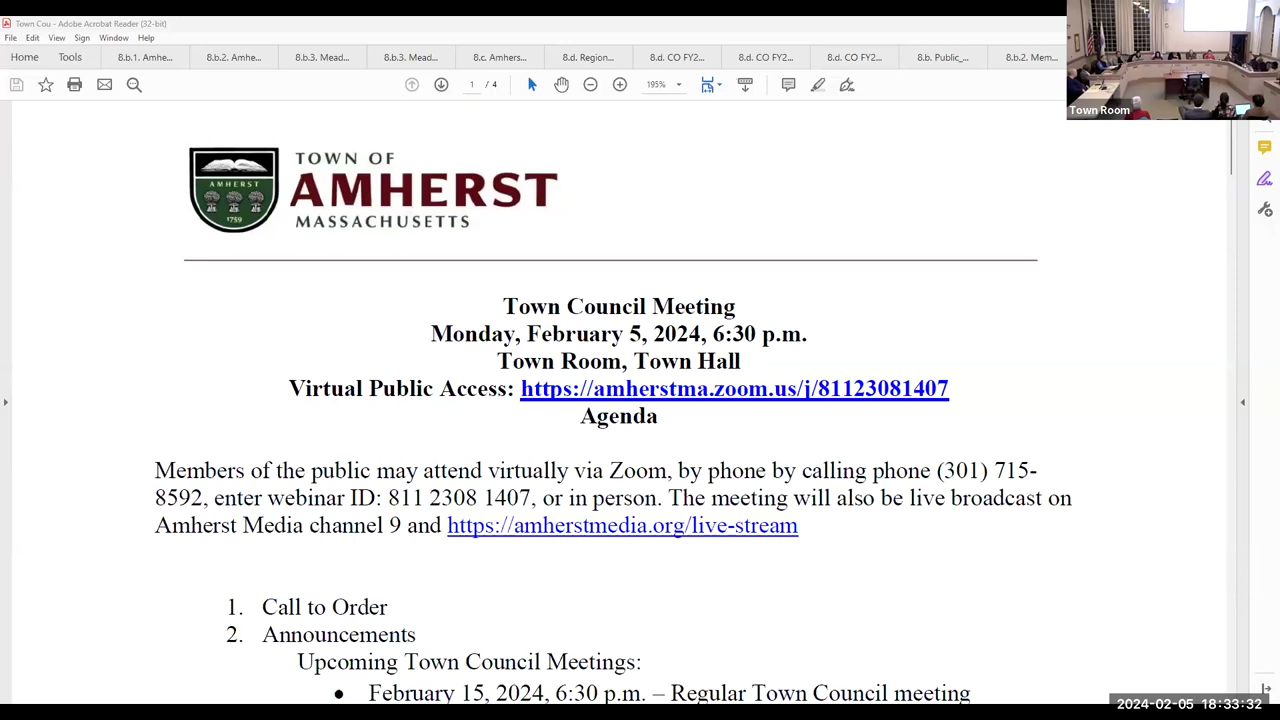 Town Cou - Adobe Acrobat Reader (32-bit)
File Edit View Sign Window Help
Home Tools 8.b.1. Amhe... 8.b.2. Amhe... 8.b.3. Mead... 8.b.3. Mead... 8.c. Amhers... 8.d. Region... 8.d. CO FY2... 8.d. CO FY2... 8.d. CO FY2... 8.b. Public_... 8.b.2. Mem...
1 / 3 195%
Town Room
AMHERST
1759
TOWN OF
AMHERST
MASSACHUSETTS
Town Council Meeting
Monday, February 5, 2024, 6:30 p.m.
Town Room, Town Hall
Virtual Public Access: https://amherstma.zoom.us/j/81123081407
Agenda
Members of the public may attend virtually via Zoom, by phone by calling phone (301) 715-
8592, enter webinar ID: 811 2308 1407, or in person. The meeting will also be live broadcast on
Amherst Media channel 9 and https://amherstmedia.org/live-stream
1. Call to Order
2. Announcements
Upcoming Town Council Meetings:
• February 15, 2024, 6:30 p.m. – Regular Town Council meeting
2024-02-05 18:33:32